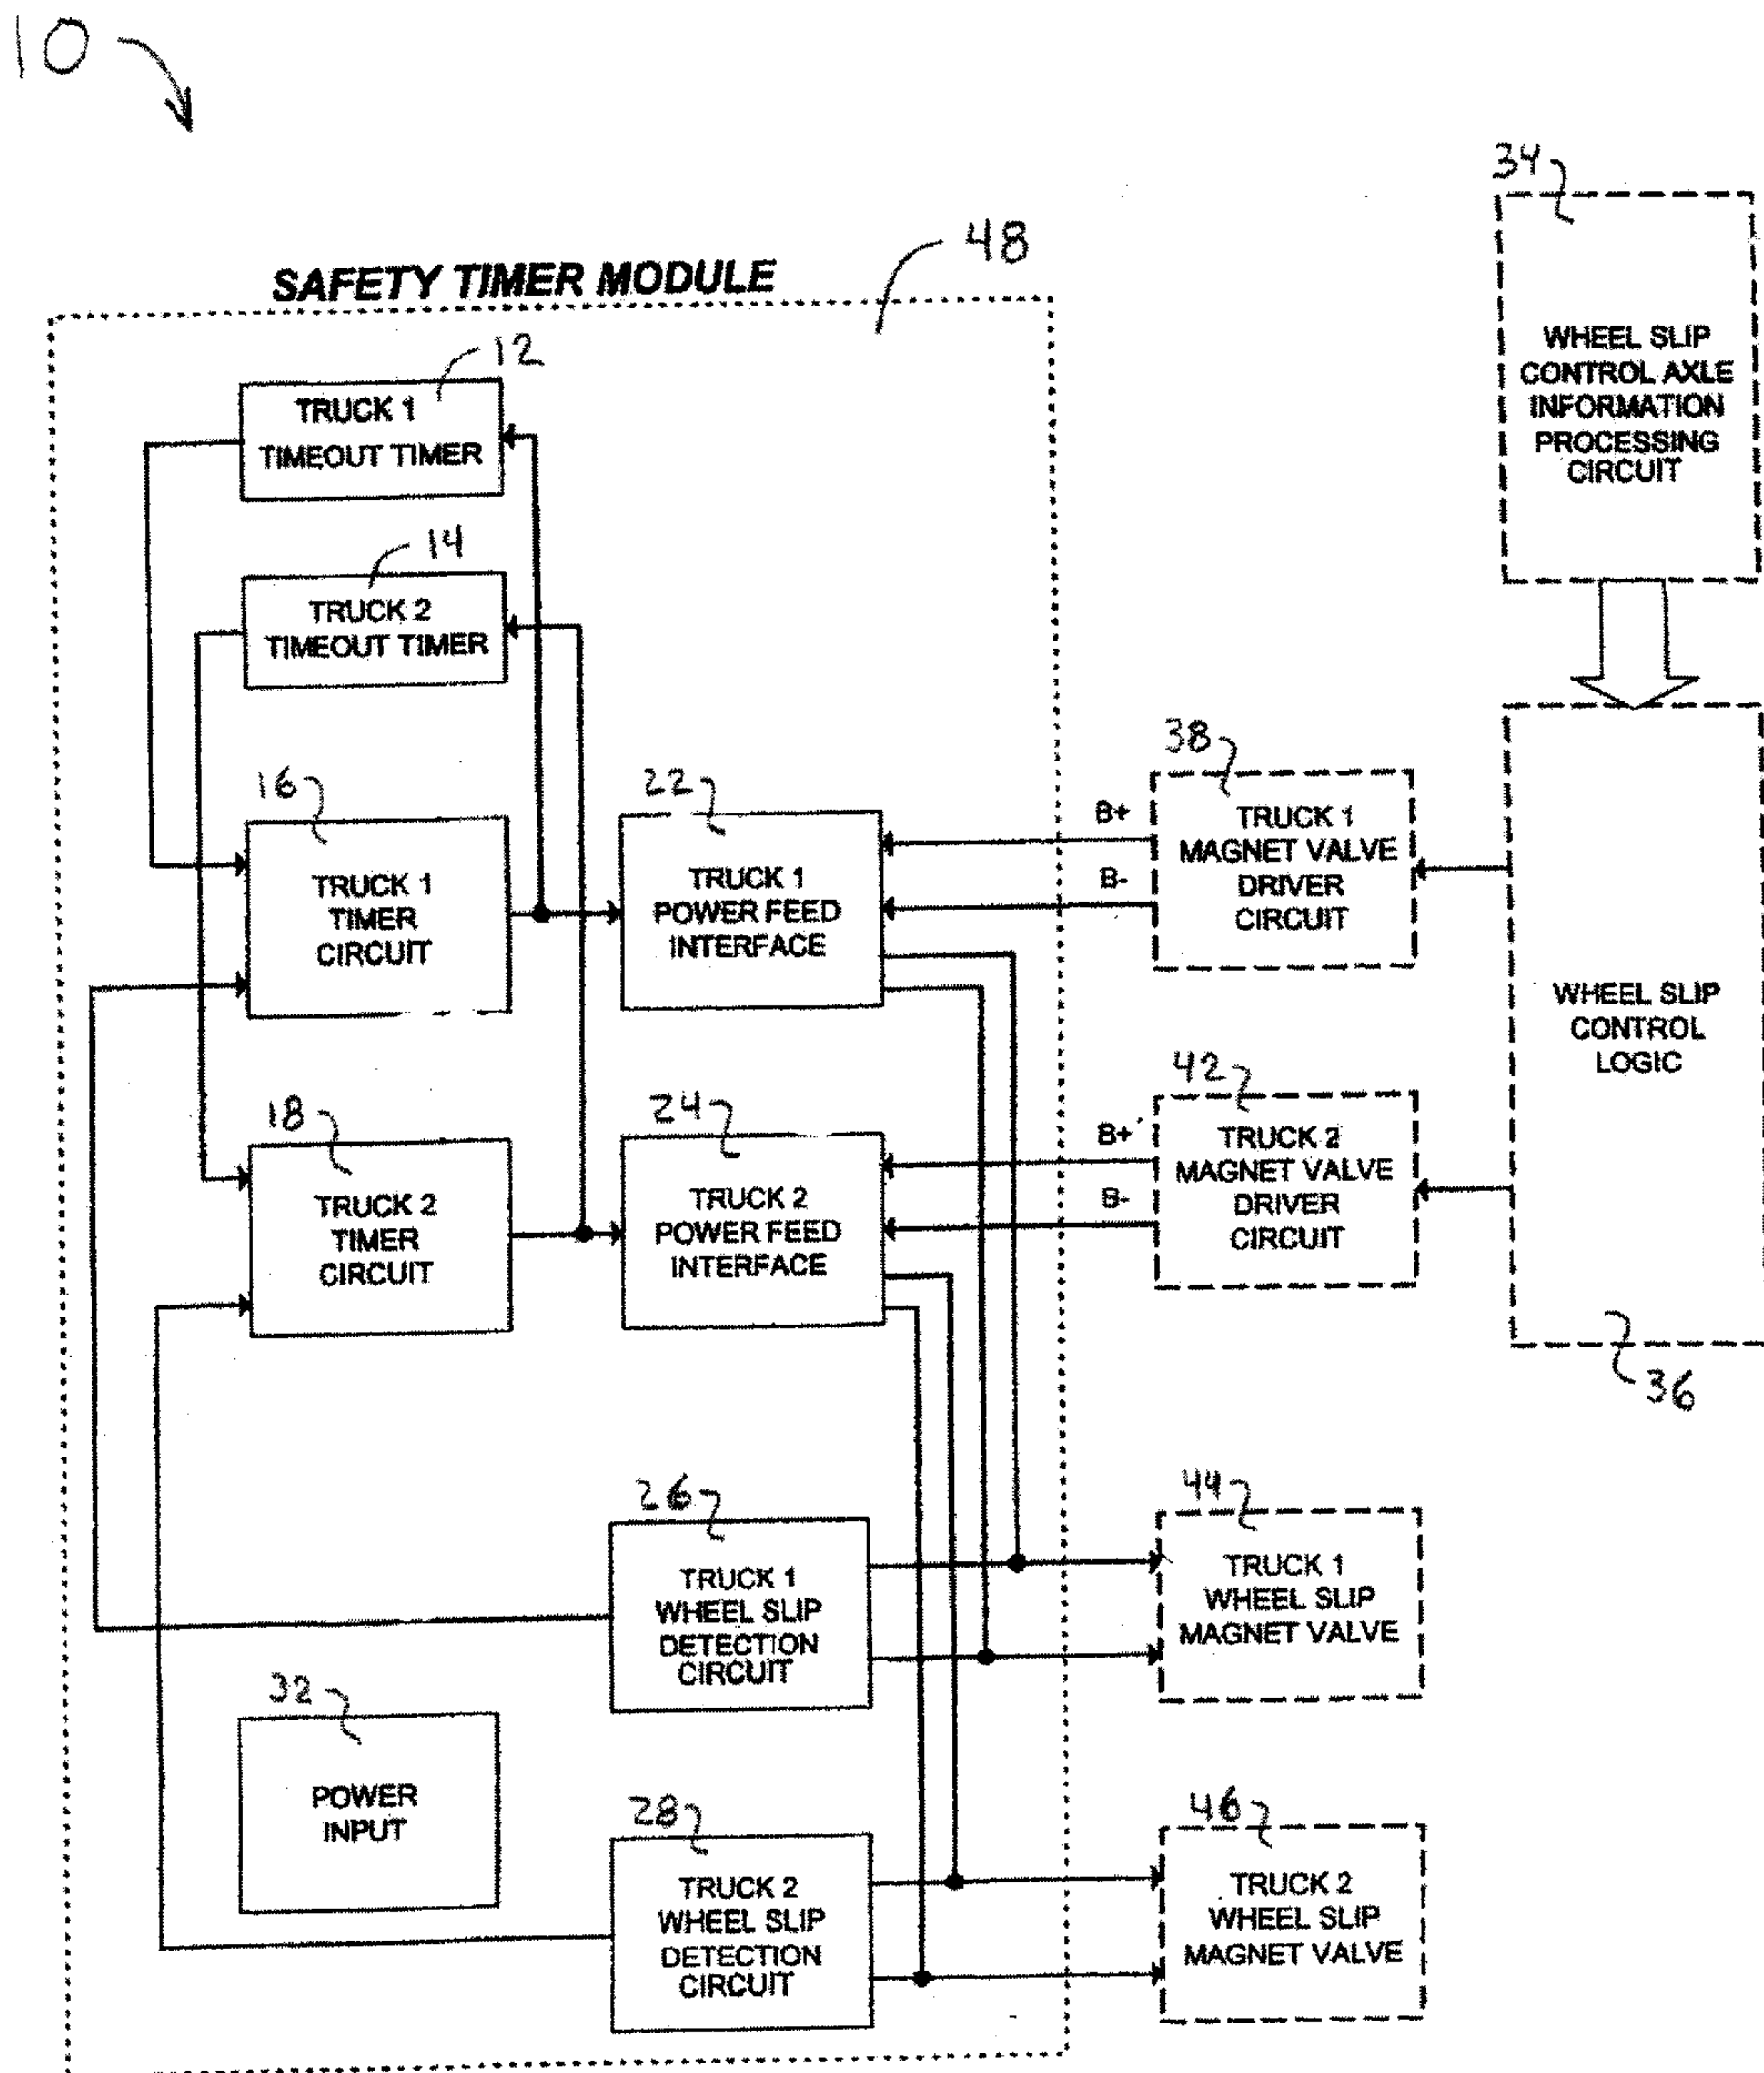 10
34
WHEEL SLIP
CONTROL AXLE
INFORMATION
PROCESSING
CIRCUIT
48
SAFETY TIMER MODULE
12
TRUCK 1
TIMEOUT TIMER
14
TRUCK 2
TIMEOUT TIMER
16
TRUCK 1
TIMER
CIRCUIT
22
TRUCK 1
POWER FEED
INTERFACE
B+
B-
38
TRUCK 1
MAGNET VALVE
DRIVER
CIRCUIT
WHEEL SLIP
CONTROL
LOGIC
36
18
TRUCK 2
TIMER
CIRCUIT
24
TRUCK 2
POWER FEED
INTERFACE
B+
B-
42
TRUCK 2
MAGNET VALVE
DRIVER
CIRCUIT
26
TRUCK 1
WHEEL SLIP
DETECTION
CIRCUIT
44
TRUCK 1
WHEEL SLIP
MAGNET VALVE
32
POWER
INPUT
28
TRUCK 2
WHEEL SLIP
DETECTION
CIRCUIT
46
TRUCK 2
WHEEL SLIP
MAGNET VALVE